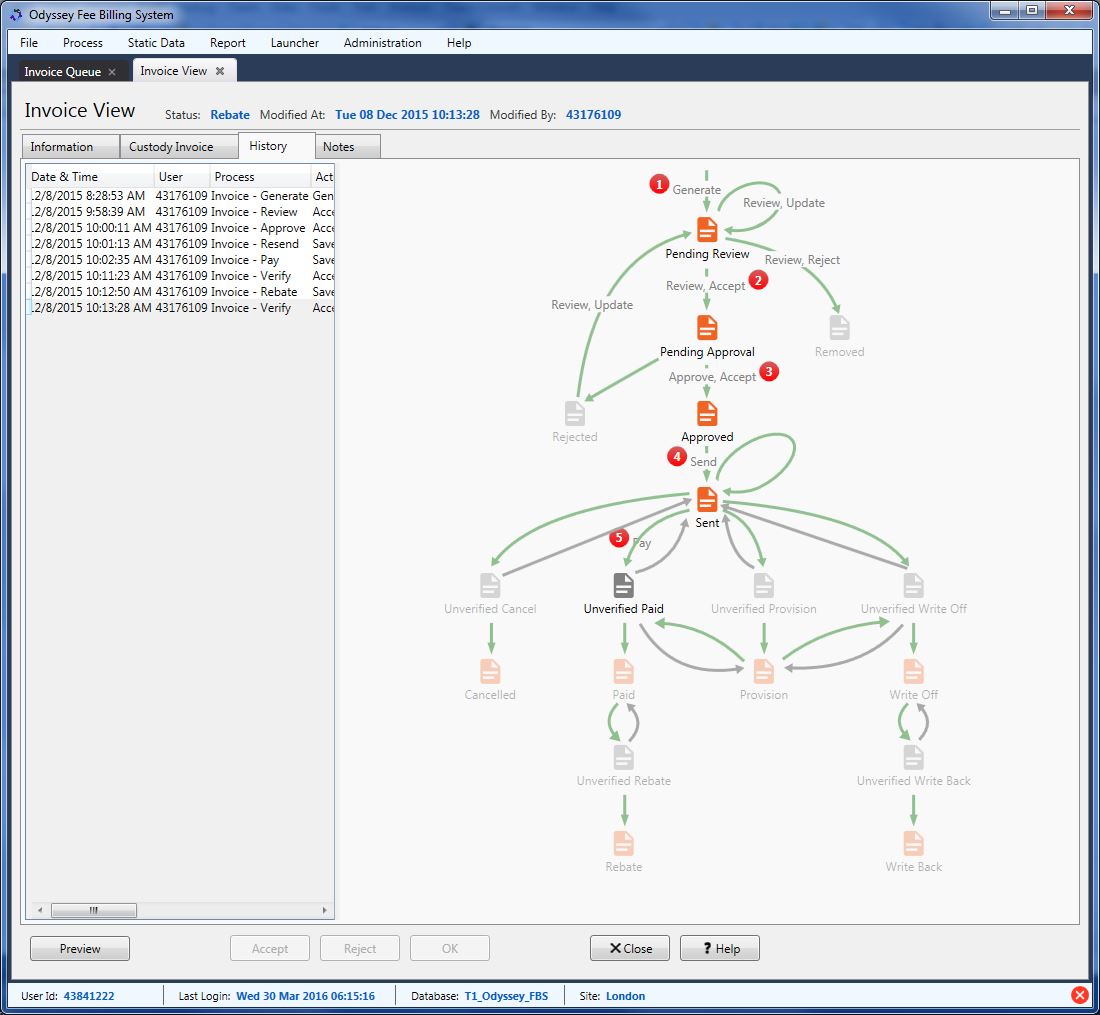 Odyssey Fee Billing System
File Process Static Data Report Launcher Administration Help
Invoice Queue Invoice View
Invoice View Status: Rebate Modified At: Tue 08 Dec 2015 10:13:28 Modified By: 43176109
Information Custody Invoice History Notes
Date & Time User Process Act
.2/8/2015 8:28:53 AM 43176109 Invoice - Generate Gen
.2/8/2015 9:58:39 AM 43176109 Invoice - Review Acce
.2/8/2015 10:00:11 AM 43176109 Invoice - Approve Acce
.2/8/2015 10:01:13 AM 43176109 Invoice - Resend Save
.2/8/2015 10:02:35 AM 43176109 Invoice - Pay Save
.2/8/2015 10:11:23 AM 43176109 Invoice - Verify Acce
.2/8/2015 10:12:50 AM 43176109 Invoice - Rebate Save
.2/8/2015 10:13:28 AM 43176109 Invoice - Verify Acce
1 Generate
Review, Update
Pending Review
Review, Reject
Review, Accept 2
Review, Update
Pending Approval
Removed
Approve, Accept 3
Rejected
Approved
4 Send
Sent
5 Pay
Unverified Cancel Unverified Paid Unverified Provision Unverified Write Off
Cancelled Paid Provision Write Off
Unverified Rebate Unverified Write Back
Rebate Write Back
Preview Accept Reject OK Close ? Help
User Id: 43841222 Last Login: Wed 30 Mar 2016 06:15:16 Database: T1_Odyssey_FBS Site: London